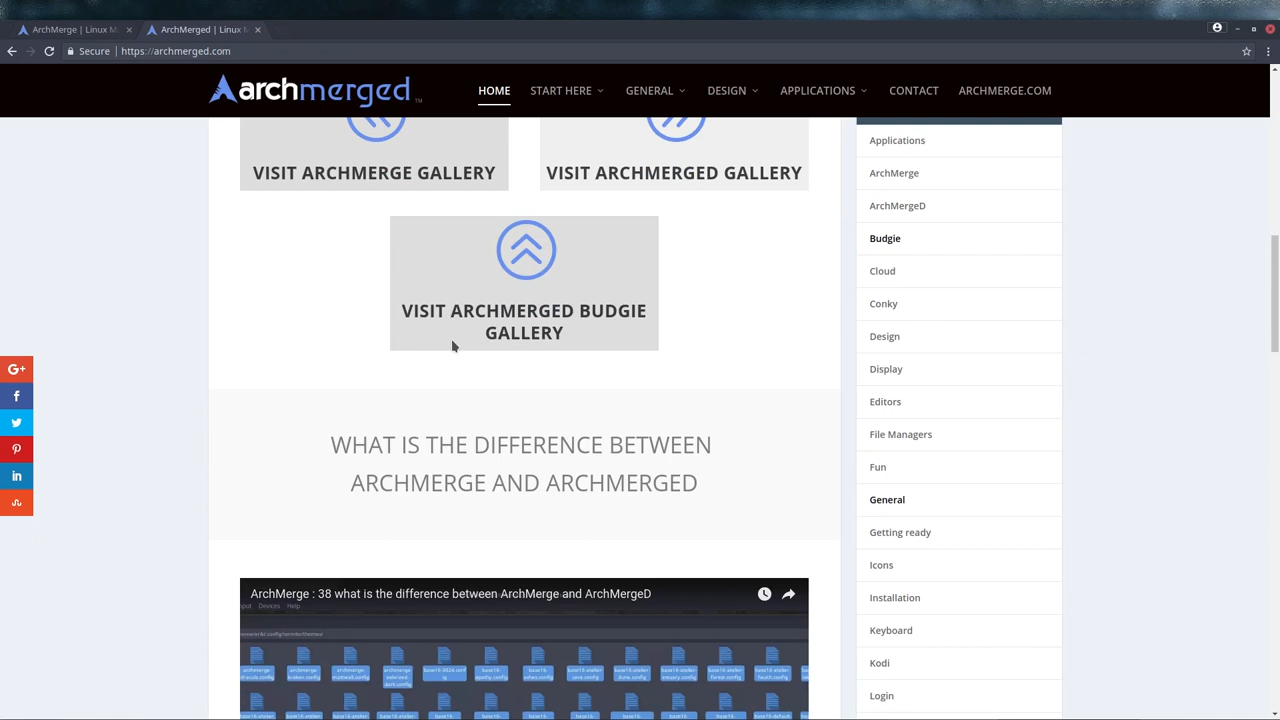 ArchMerge | Linux M
ArchMerged | Linux M
Secure | https://archmerged.com
archmerged™
HOME
START HERE
GENERAL
DESIGN
APPLICATIONS
CONTACT
ARCHMERGE.COM
VISIT ARCHMERGE GALLERY
VISIT ARCHMERGED GALLERY
VISIT ARCHMERGED BUDGIE
GALLERY
WHAT IS THE DIFFERENCE BETWEEN
ARCHMERGE AND ARCHMERGED
ArchMerge : 38 what is the difference between ArchMerge and ArchMergeD
Devices Help
Applications
ArchMerge
ArchMergeD
Budgie
Cloud
Conky
Design
Display
Editors
File Managers
Fun
General
Getting ready
Icons
Installation
Keyboard
Kodi
Login
G+